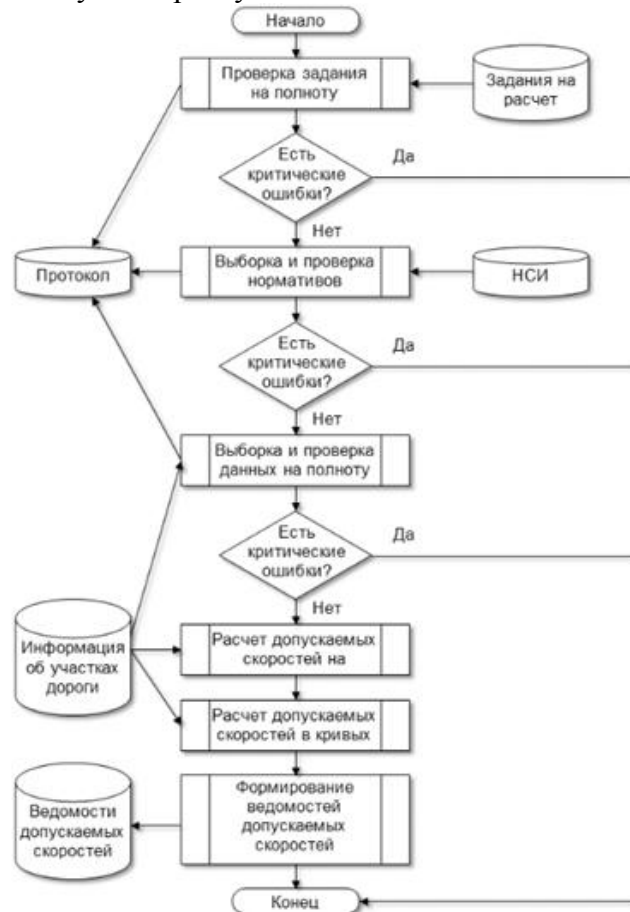 Начало
Проверка задания
на полноту
Задания на
расчет
Есть
критические
ошибки?
Да
Нет
Протокол
Выборка и проверка
нормативов
НСИ
Есть
критические
ошибки?
Да
Нет
Выборка и проверка
данных на полноту
Есть
критические
ошибки?
Да
Нет
Информация
об участках
дороги
Расчет допускаемых
скоростей на
Расчет допускаемых
скоростей в кривых
Ведомости
допускаемых
скоростей
Формирование
ведомостей
допускаемых
скоростей
Конец